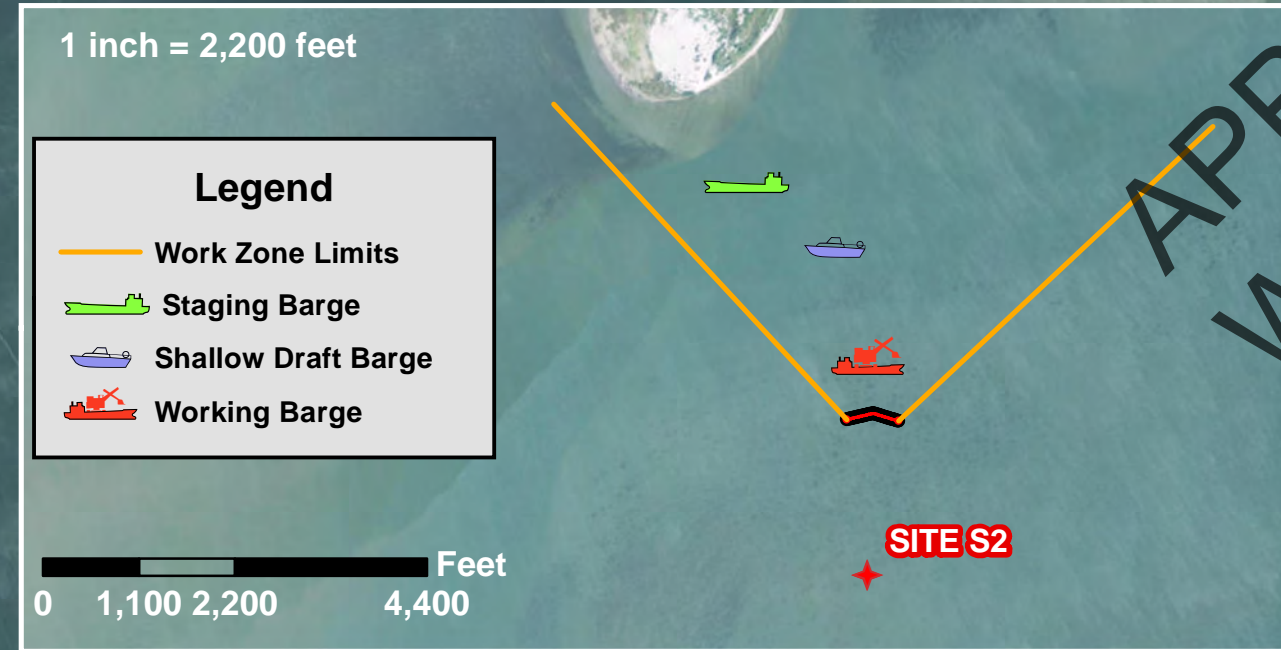 1 inch = 2,200 feet
Legend
Work Zone Limits
Staging Barge
Shallow Draft Barge
Working Barge
SITE S2
Feet
0 1,100 2,200 4,400